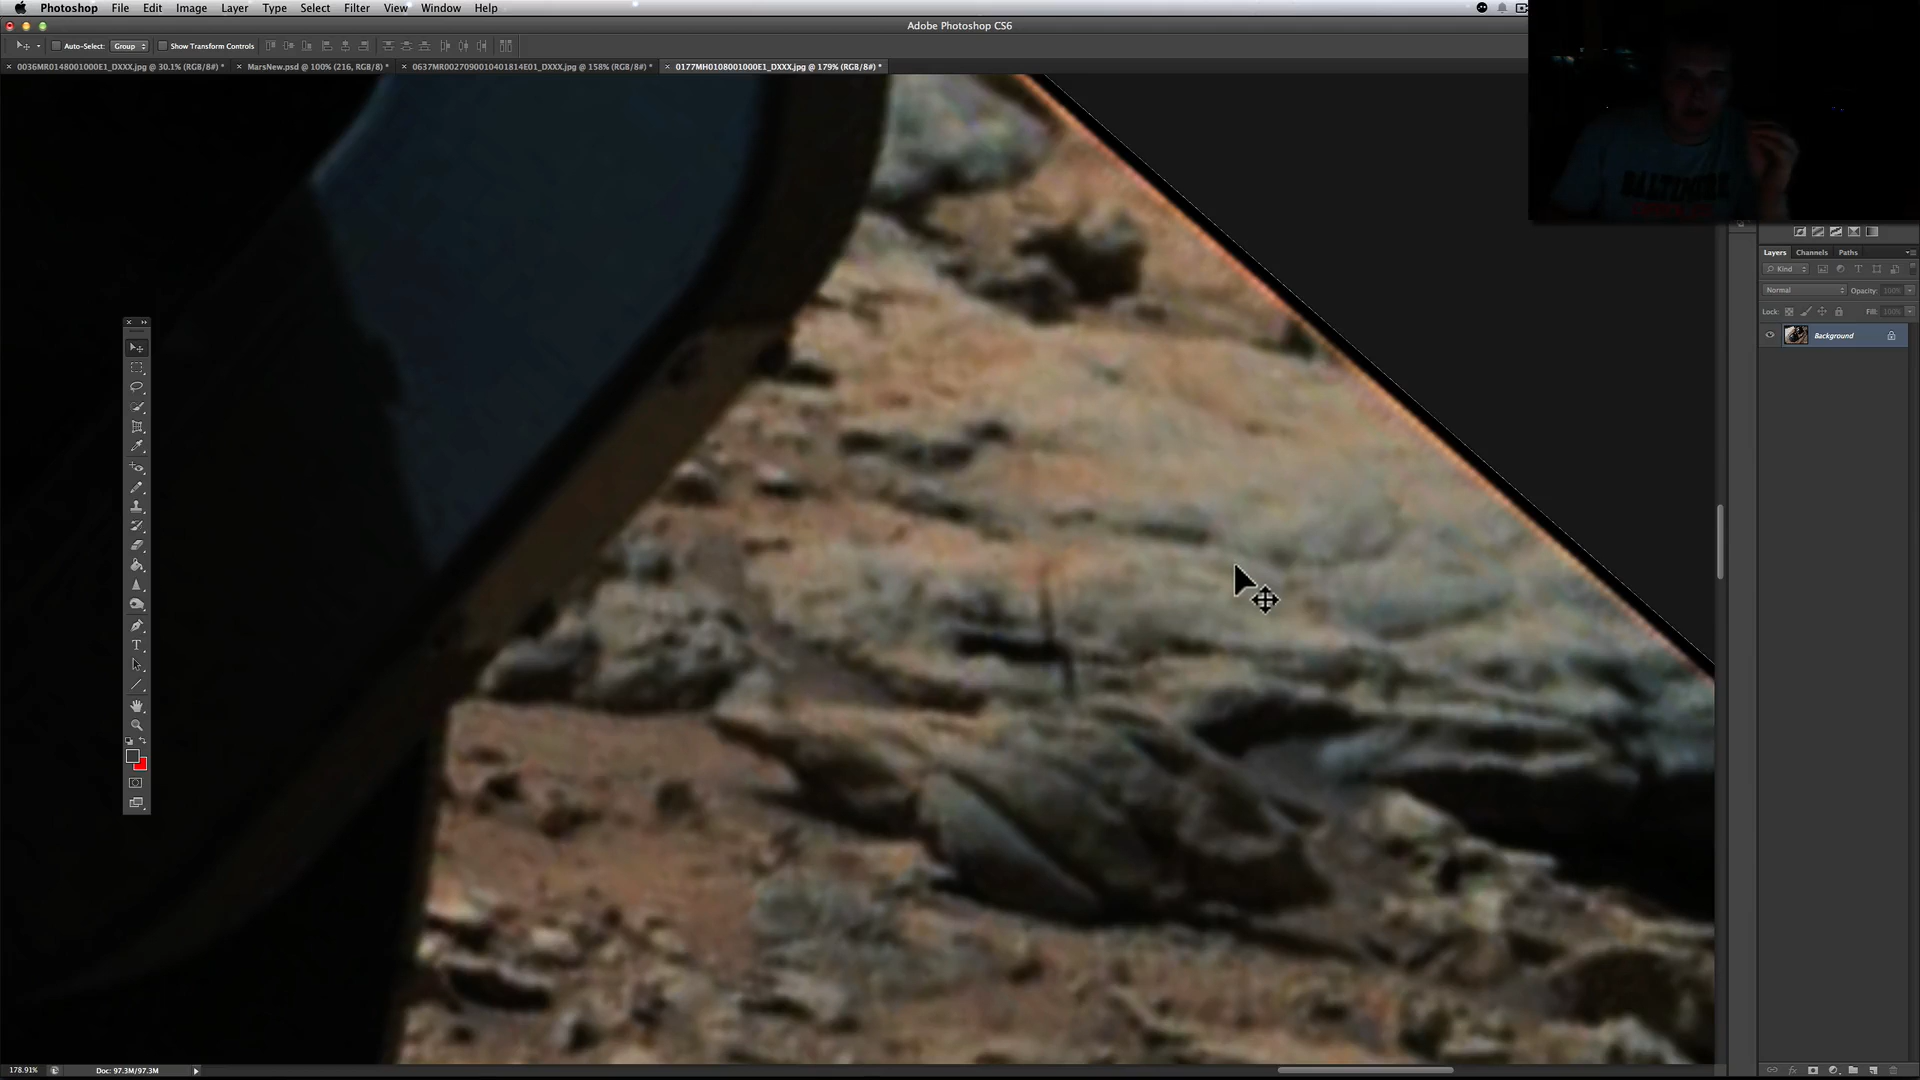 Photoshop File Edit Image Layer Type Select Filter View Window Help
Adobe Photoshop CS6
Auto-Select: Group Show Transform Controls
0036MR0148001000E1_DXXX.jpg @ 30.1% (RGB/8#) * MarsNew.psd @ 100% (216, RGB/8) * 0637MR0027090010401814E01_DXXX.jpg @ 158% (RGB/8#) * 0177MH0108001000E1_DXXX.jpg @ 179% (RGB/8#) *
BALTIMORE
Layers Channels Paths
Kind
Normal Opacity: 100%
Lock: Fill: 100%
Background
178.91% Doc: 97.3M/97.3M